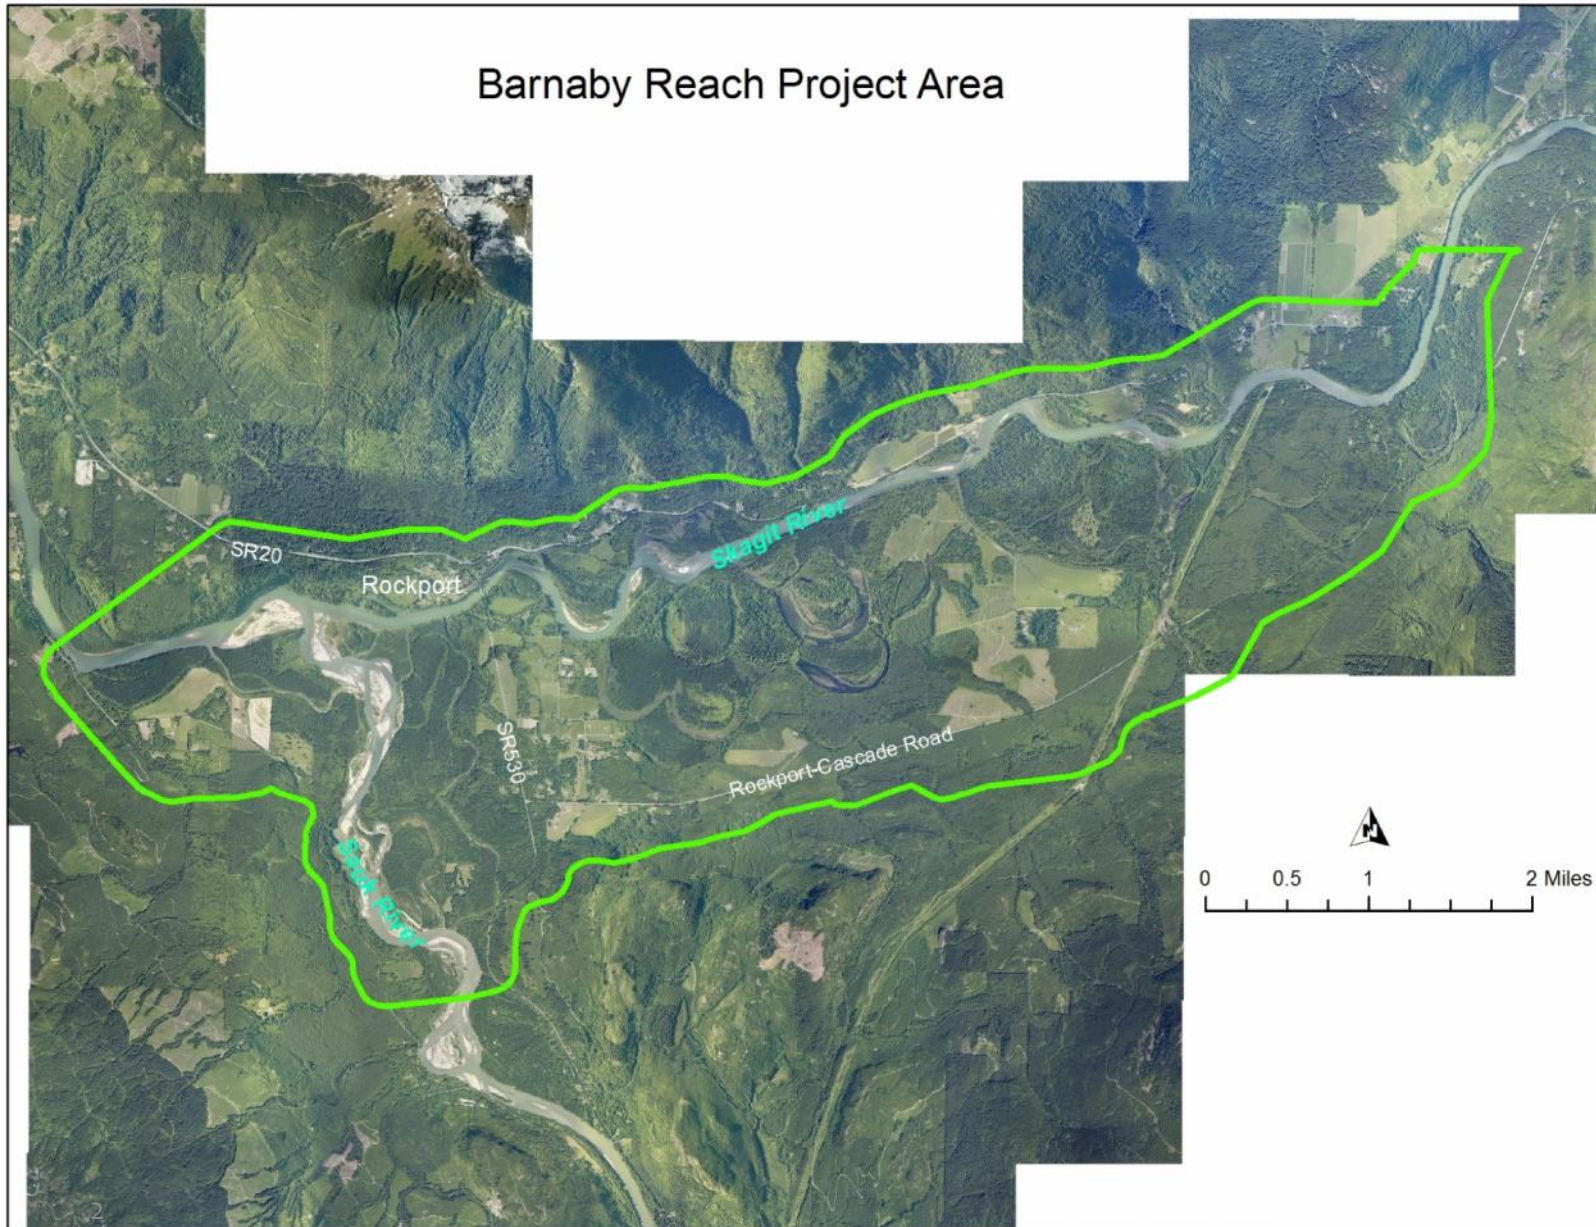 Barnaby Reach Project Area
SR20
Rockport
Skagit River
SR530
Rockport-Cascade Road
Sauk River
N
0 0.5 1 2 Miles
2